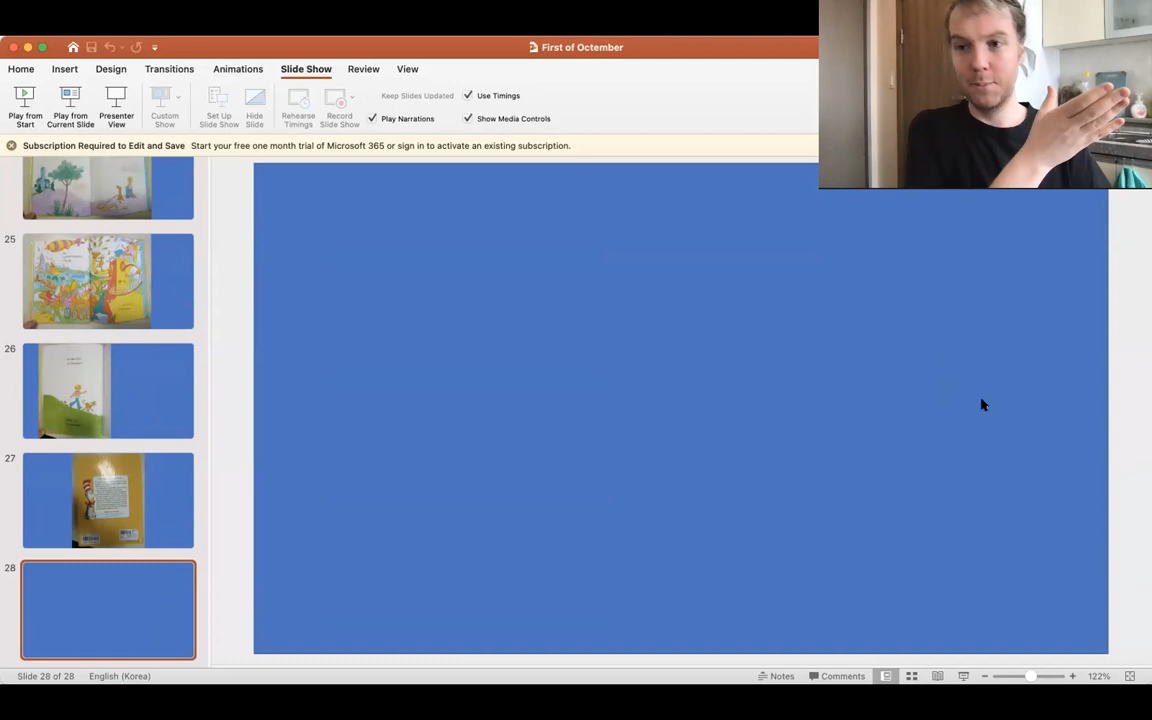 First of Octember
Home Insert Design Transitions Animations Slide Show Review View
Play from Start
Play from Current Slide
Presenter View
Custom Show
Set Up Slide Show
Hide Slide
Rehearse Timings
Record Slide Show
Keep Slides Updated
Use Timings
Play Narrations
Show Media Controls
Subscription Required to Edit and Save Start your free one month trial of Microsoft 365 or sign in to activate an existing subscription.
25
26
27
28
Slide 28 of 28 English (Korea) Notes Comments 122%